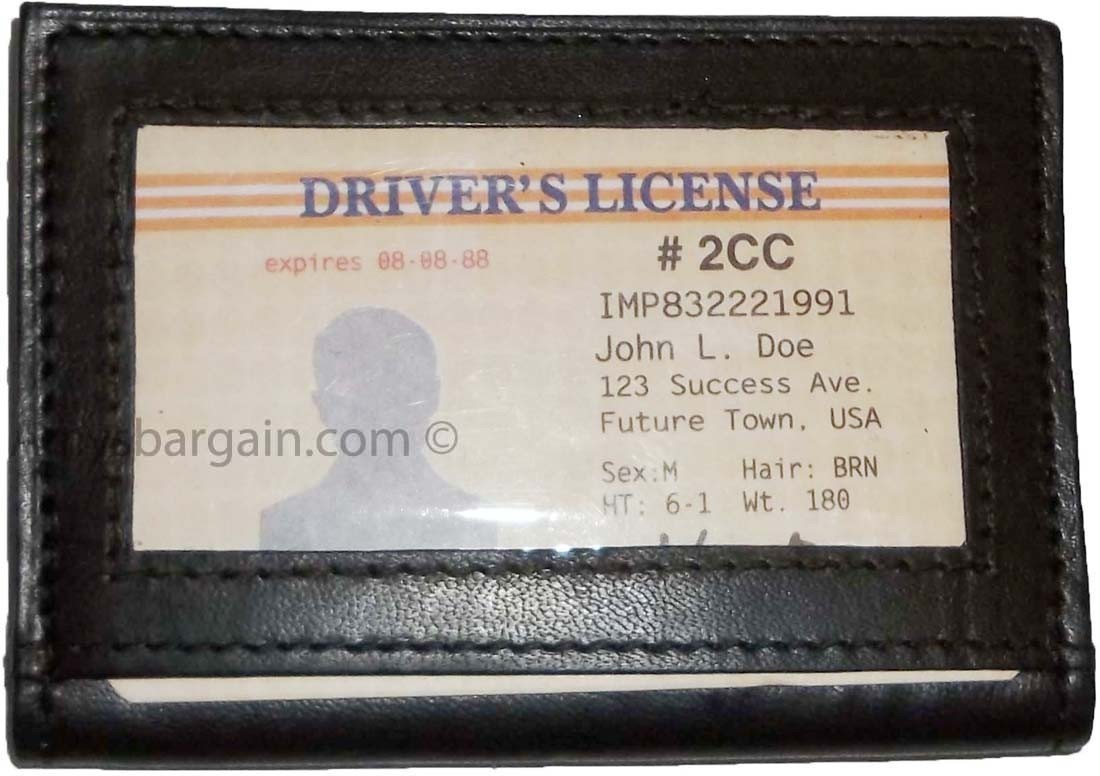 DRIVER'S LICENSE
expires 08-08-88
# 2CC
IMP832221991
John L. Doe
123 Success Ave.
Future Town, USA
Sex:M Hair: BRN
HT: 6-1 Wt. 180
bargain.com ©